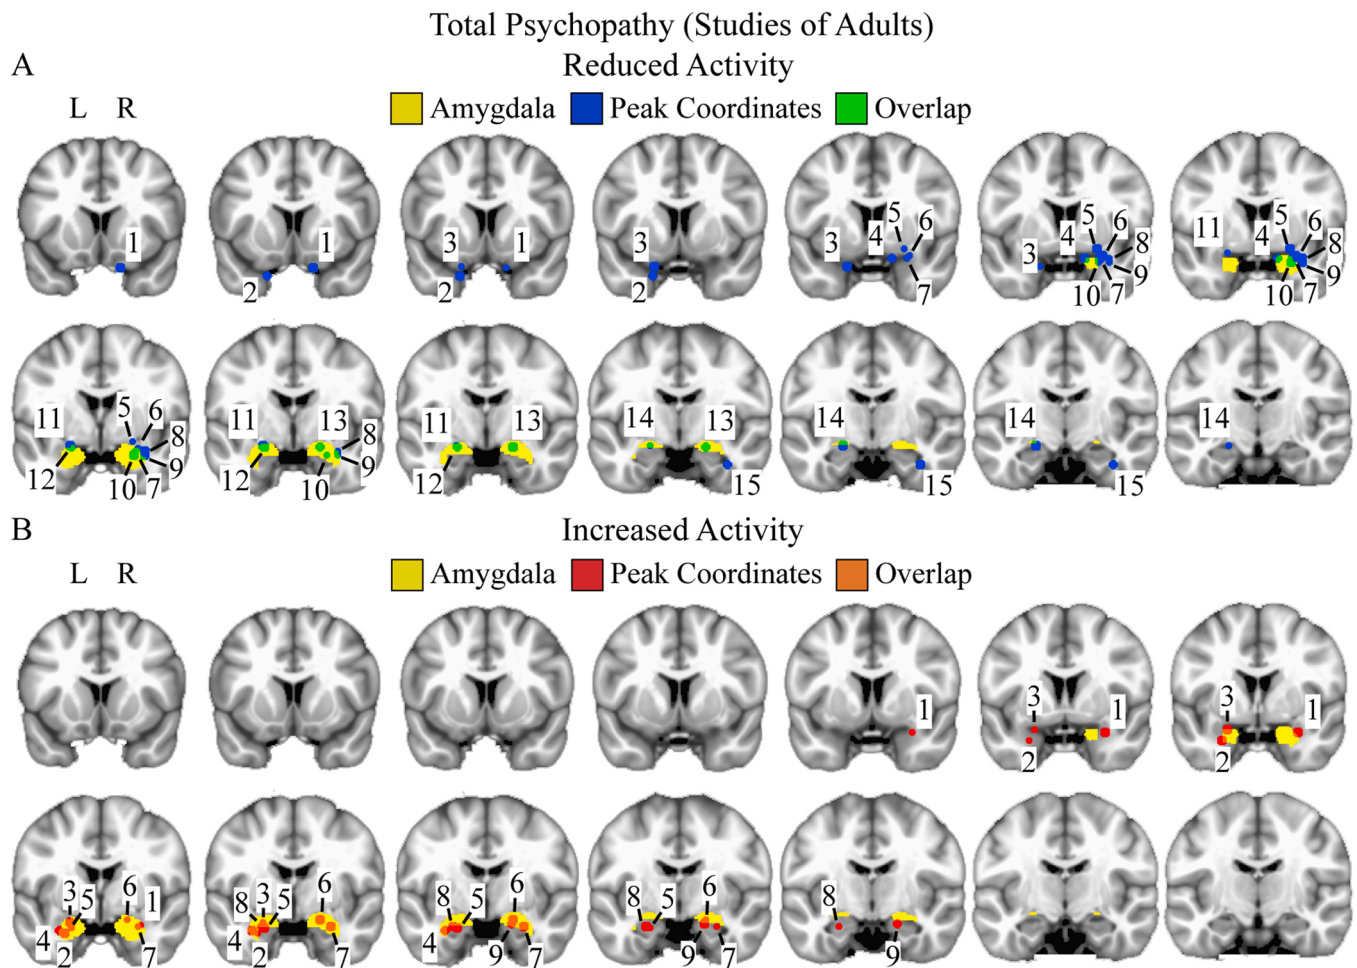 Total Psychopathy (Studies of Adults)
A
Reduced Activity
L R
Amygdala Peak Coordinates Overlap
1
1 2
3 1 2
3 2
3 4 5 6 7
3 4 5 6 8 9 10 7
11 4 5 6 8 9 10 7
11 5 6 8 12 10 7 9
11 13 8 12 10 9
11 13 12
14 13 15
14 15
14 15
14
B
Increased Activity
L R
Amygdala Peak Coordinates Overlap
1
3 1 2
3 1 2
3 5 6 1 4 2 7
8 3 5 6 4 2 7
8 5 6 4 9 7
8 5 6 9 7
8 9